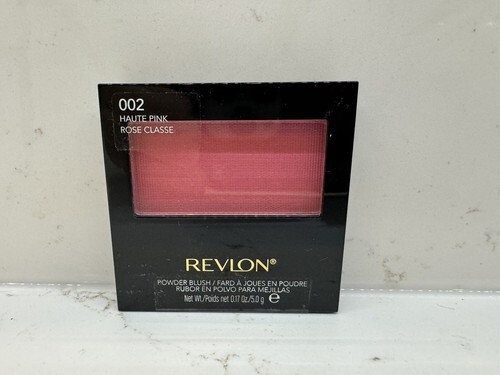 002
HAUTE PINK
ROSE CLASSE
REVLON®
POWDER BLUSH / FARD À JOUES EN POUDRE
RUBOR EN POLVO PARA MEJILLAS
Net Wt./Poids net 0.17 Oz./5.0 g ℮